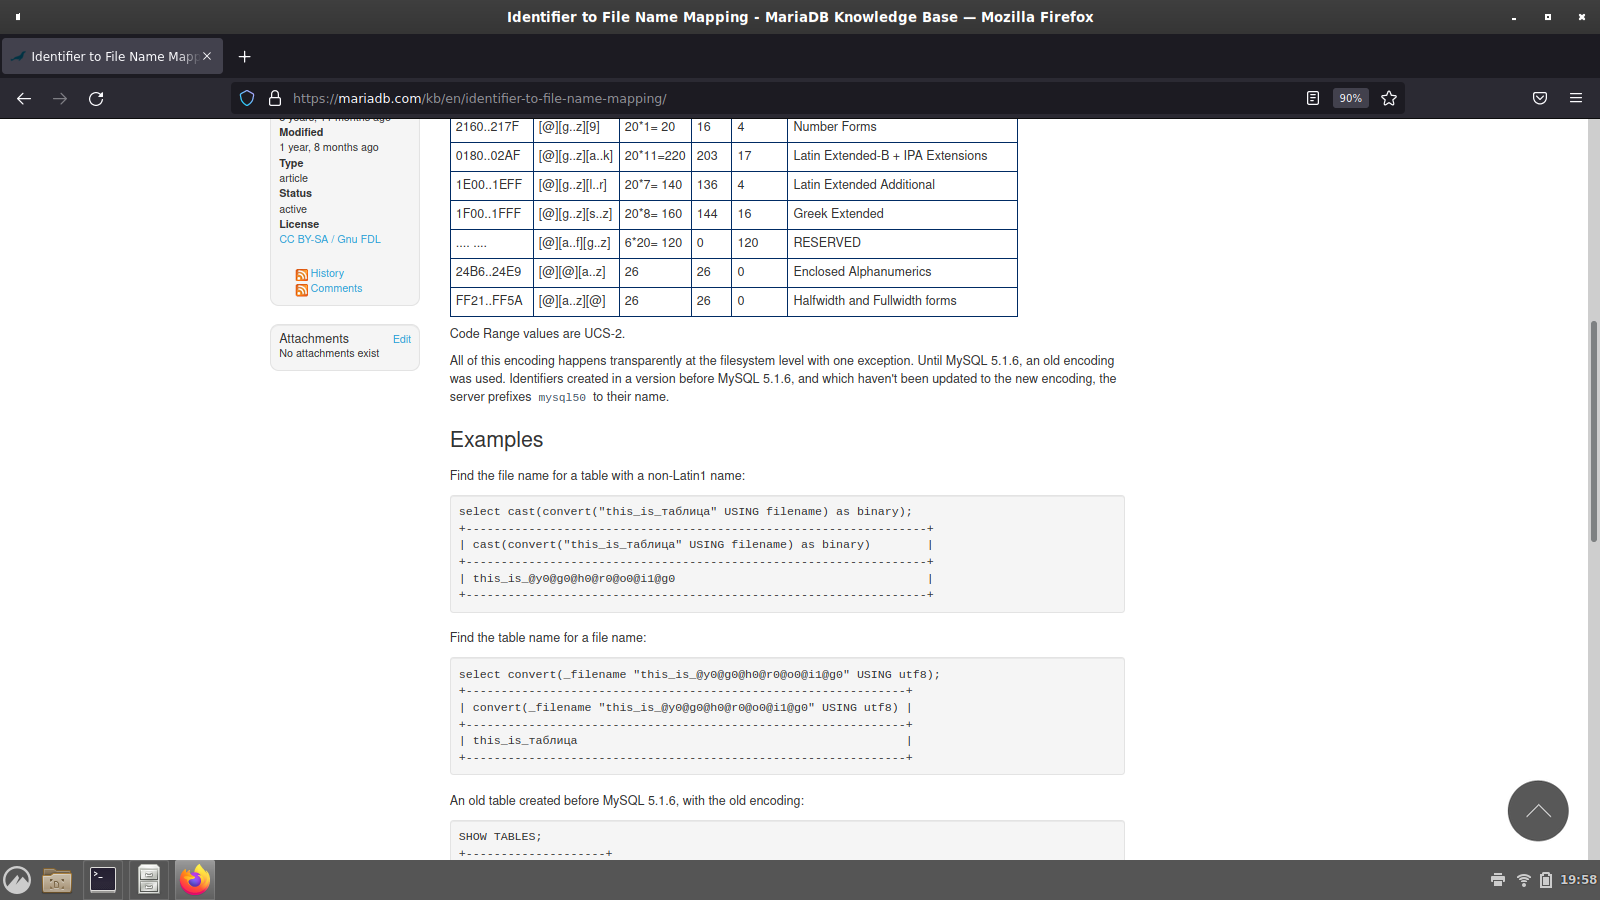 Identifier to File Name Mapping - MariaDB Knowledge Base — Mozilla Firefox
Identifier to File Name Mapp
https://mariadb.com/kb/en/identifier-to-file-name-mapping/
90%
Modified
1 year, 8 months ago
Type
article
Status
active
License
CC BY-SA / Gnu FDL
History
Comments
Attachments Edit
No attachments exist
2160..217F [@][g..z][9] 20*1= 20 16 4 Number Forms
0180..02AF [@][g..z][a..k] 20*11=220 203 17 Latin Extended-B + IPA Extensions
1E00..1EFF [@][g..z][l..r] 20*7= 140 136 4 Latin Extended Additional
1F00..1FFF [@][g..z][s..z] 20*8= 160 144 16 Greek Extended
.... .... [@][a..f][g..z] 6*20= 120 0 120 RESERVED
24B6..24E9 [@][@][a..z] 26 26 0 Enclosed Alphanumerics
FF21..FF5A [@][a..z][@] 26 26 0 Halfwidth and Fullwidth forms
Code Range values are UCS-2.
All of this encoding happens transparently at the filesystem level with one exception. Until MySQL 5.1.6, an old encoding
was used. Identifiers created in a version before MySQL 5.1.6, and which haven't been updated to the new encoding, the
server prefixes mysql50 to their name.
Examples
Find the file name for a table with a non-Latin1 name:
select cast(convert("this_is_таблица" USING filename) as binary);
+------------------------------------------------------------------+
| cast(convert("this_is_таблица" USING filename) as binary) |
+------------------------------------------------------------------+
| this_is_@y0@g0@h0@r0@o0@i1@g0 |
+------------------------------------------------------------------+
Find the table name for a file name:
select convert(_filename "this_is_@y0@g0@h0@r0@o0@i1@g0" USING utf8);
+---------------------------------------------------------------+
| convert(_filename "this_is_@y0@g0@h0@r0@o0@i1@g0" USING utf8) |
+---------------------------------------------------------------+
| this_is_таблица |
+---------------------------------------------------------------+
An old table created before MySQL 5.1.6, with the old encoding:
SHOW TABLES;
+--------------------+
19:58